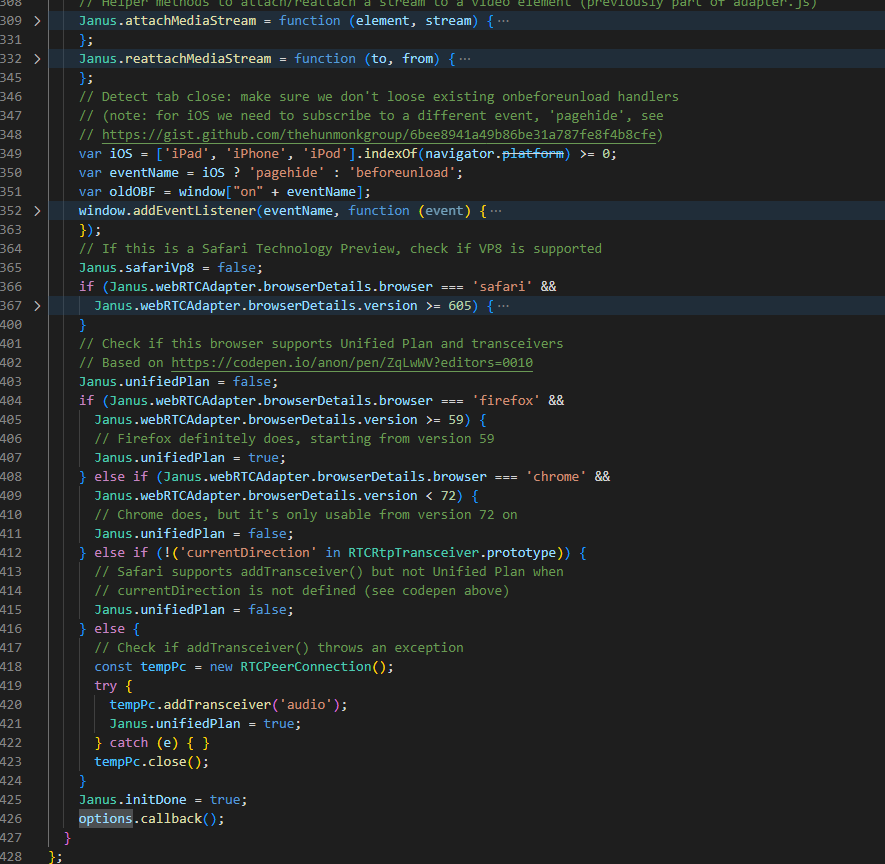 308 // Helper methods to attach/reattach a stream to a video element (previously part of adapter.js)
309 > Janus.attachMediaStream = function (element, stream) { ···
331 };
332 > Janus.reattachMediaStream = function (to, from) { ···
345 };
346 // Detect tab close: make sure we don't loose existing onbeforeunload handlers
347 // (note: for iOS we need to subscribe to a different event, 'pagehide', see
348 // https://gist.github.com/thehunmonkgroup/6bee8941a49b86be31a787fe8f4b8cfe)
349 var iOS = ['iPad', 'iPhone', 'iPod'].indexOf(navigator.platform) >= 0;
350 var eventName = iOS ? 'pagehide' : 'beforeunload';
351 var oldOBF = window["on" + eventName];
352 > window.addEventListener(eventName, function (event) { ···
363 });
364 // If this is a Safari Technology Preview, check if VP8 is supported
365 Janus.safariVp8 = false;
366 if (Janus.webRTCAdapter.browserDetails.browser === 'safari' &&
367 > Janus.webRTCAdapter.browserDetails.version >= 605) { ···
400 }
401 // Check if this browser supports Unified Plan and transceivers
402 // Based on https://codepen.io/anon/pen/ZqLwWV?editors=0010
403 Janus.unifiedPlan = false;
404 if (Janus.webRTCAdapter.browserDetails.browser === 'firefox' &&
405 Janus.webRTCAdapter.browserDetails.version >= 59) {
406 // Firefox definitely does, starting from version 59
407 Janus.unifiedPlan = true;
408 } else if (Janus.webRTCAdapter.browserDetails.browser === 'chrome' &&
409 Janus.webRTCAdapter.browserDetails.version < 72) {
410 // Chrome does, but it's only usable from version 72 on
411 Janus.unifiedPlan = false;
412 } else if (!('currentDirection' in RTCRtpTransceiver.prototype)) {
413 // Safari supports addTransceiver() but not Unified Plan when
414 // currentDirection is not defined (see codepen above)
415 Janus.unifiedPlan = false;
416 } else {
417 // Check if addTransceiver() throws an exception
418 const tempPc = new RTCPeerConnection();
419 try {
420 tempPc.addTransceiver('audio');
421 Janus.unifiedPlan = true;
422 } catch (e) { }
423 tempPc.close();
424 }
425 Janus.initDone = true;
426 options.callback();
427 }
428 };